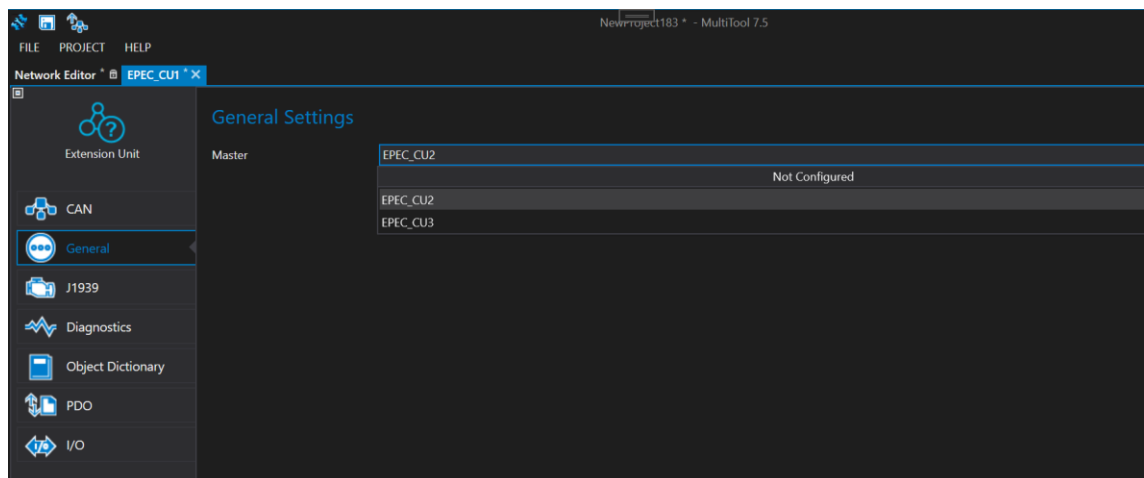 NewProject183 * - MultiTool 7.5
FILE PROJECT HELP
Network Editor * EPEC_CU1 *
Extension Unit
General Settings
Master EPEC_CU2
Not Configured
EPEC_CU2
EPEC_CU3
CAN
General
J1939
Diagnostics
Object Dictionary
PDO
I/O